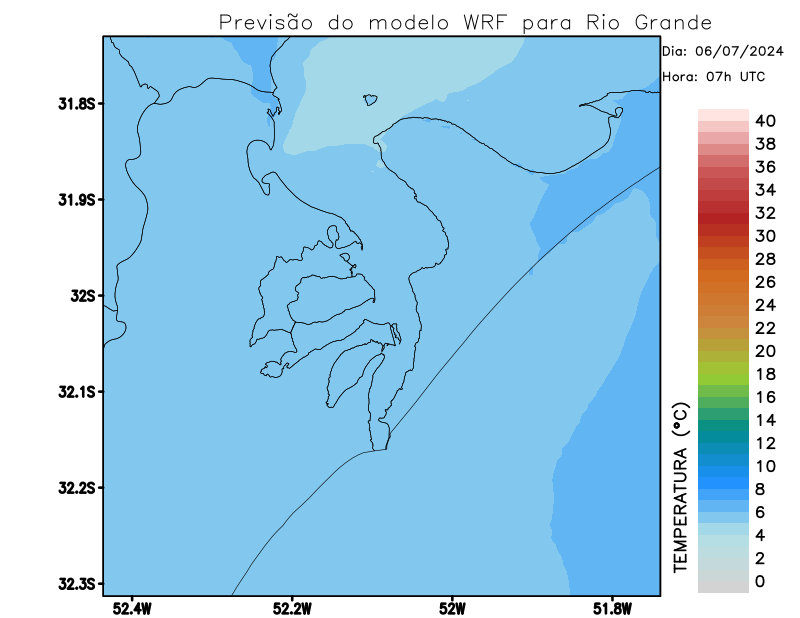 Previsão do modelo WRF para Rio Grande
Dia: 06/07/2024
Hora: 07h UTC
31.8S
31.9S
32S
32.1S
32.2S
32.3S
52.4W
52.2W
52W
51.8W
TEMPERATURA (°C)
40
38
36
34
32
30
28
26
24
22
20
18
16
14
12
10
8
6
4
2
0